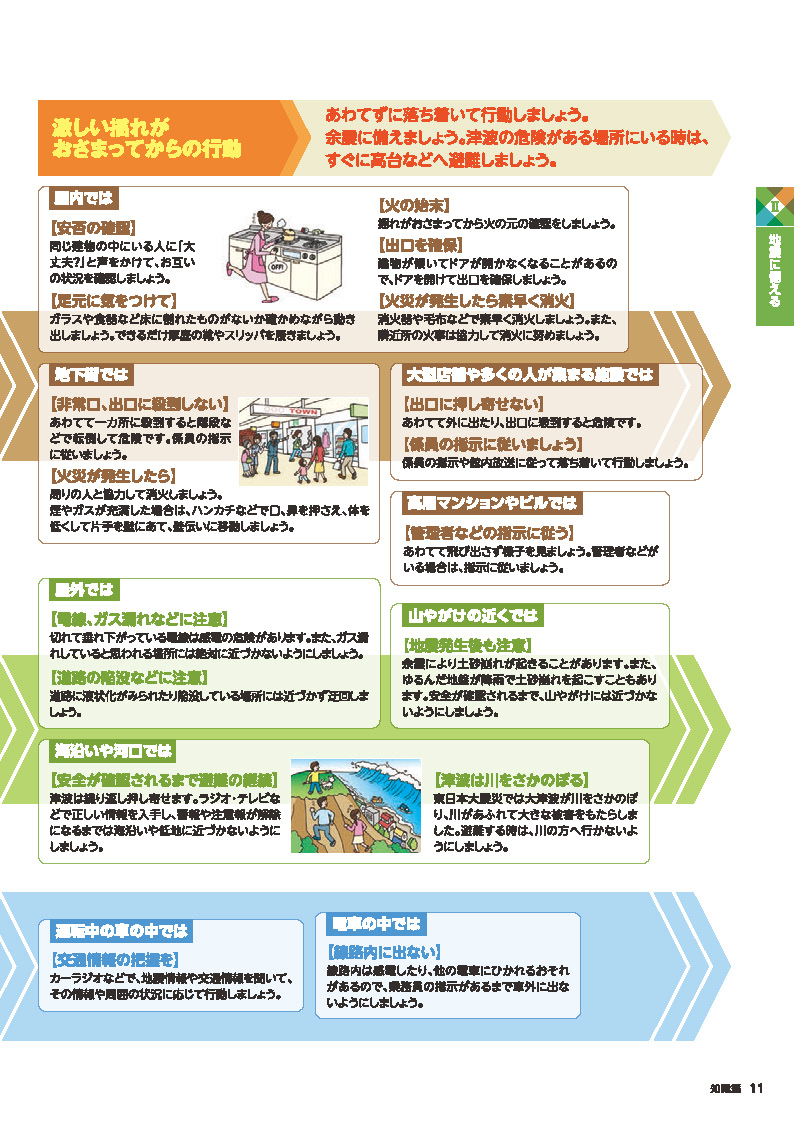 激しい揺れが
おさまってからの行動
あわてずに落ち着いて行動しましょう。
余震に備えましょう。津波の危険がある場所にいる時は、
すぐに高台などへ避難しましょう。
Ⅱ
地震に備える
屋内では
【安否の確認】
同じ建物の中にいる人に「大
丈夫?」と声をかけて、お互い
の状況を確認しましょう。
【足元に気をつけて】
ガラスや食器など床に割れたものがないか確かめながら動き
出しましょう。できるだけ厚底の靴やスリッパを履きましょう。
OFF!
【火の始末】
揺れがおさまってから火の元の確認をしましょう。
【出口を確保】
建物が傾いてドアが開かなくなることがあるの
で、ドアを開けて出口を確保しましょう。
【火災が発生したら素早く消火】
消火器や毛布などで素早く消火しましょう。また、
隣近所の火事は協力して消火に努めましょう。
地下街では
【非常口、出口に殺到しない】
あわてて一カ所に殺到すると階段な
どで転倒して危険です。係員の指示
に従いましょう。
【火災が発生したら】
周りの人と協力して消火しましょう。
煙やガスが充満した場合は、ハンカチなどで口、鼻を押さえ、体を
低くして片手を壁にあて、壁伝いに移動しましょう。
TOWN
大型店舗や多くの人が集まる施設では
【出口に押し寄せない】
あわてて外に出たり、出口に殺到すると危険です。
【係員の指示に従いましょう】
係員の指示や館内放送に従って落ち着いて行動しましょう。
高層マンションやビルでは
【管理者などの指示に従う】
あわてて飛び出さず様子を見ましょう。管理者などが
いる場合は、指示に従いましょう。
屋外では
【電線、ガス漏れなどに注意】
切れて垂れ下がっている電線は感電の危険があります。また、ガス漏
れしていると思われる場所には絶対に近づかないようにしましょう。
【道路の陥没などに注意】
道路に液状化がみられたり陥没している場所には近づかず迂回しま
しょう。
山やがけの近くでは
【地震発生後も注意】
余震により土砂崩れが起きることがあります。また、
ゆるんだ地盤が降雨で土砂崩れを起こすこともあり
ます。安全が確認されるまで、山やがけには近づかな
いようにしましょう。
海沿いや河口では
【安全が確認されるまで避難の継続】
津波は繰り返し押し寄せます。ラジオ・テレビな
どで正しい情報を入手し、警報や注意報が解除
になるまでは海沿いや低地に近づかないように
しましょう。
【津波は川をさかのぼる】
東日本大震災では大津波が川をさかのぼ
り、川があふれて大きな被害をもたらしま
した。避難する時は、川の方へ行かないよ
うにしましょう。
運転中の車の中では
【交通情報の把握を】
カーラジオなどで、地震情報や交通情報を聞いて、
その情報や周囲の状況に応じて行動しましょう。
電車の中では
【線路内に出ない】
線路内は感電したり、他の電車にひかれるおそれ
があるので、乗務員の指示があるまで車外に出な
いようにしましょう。
知識編 11